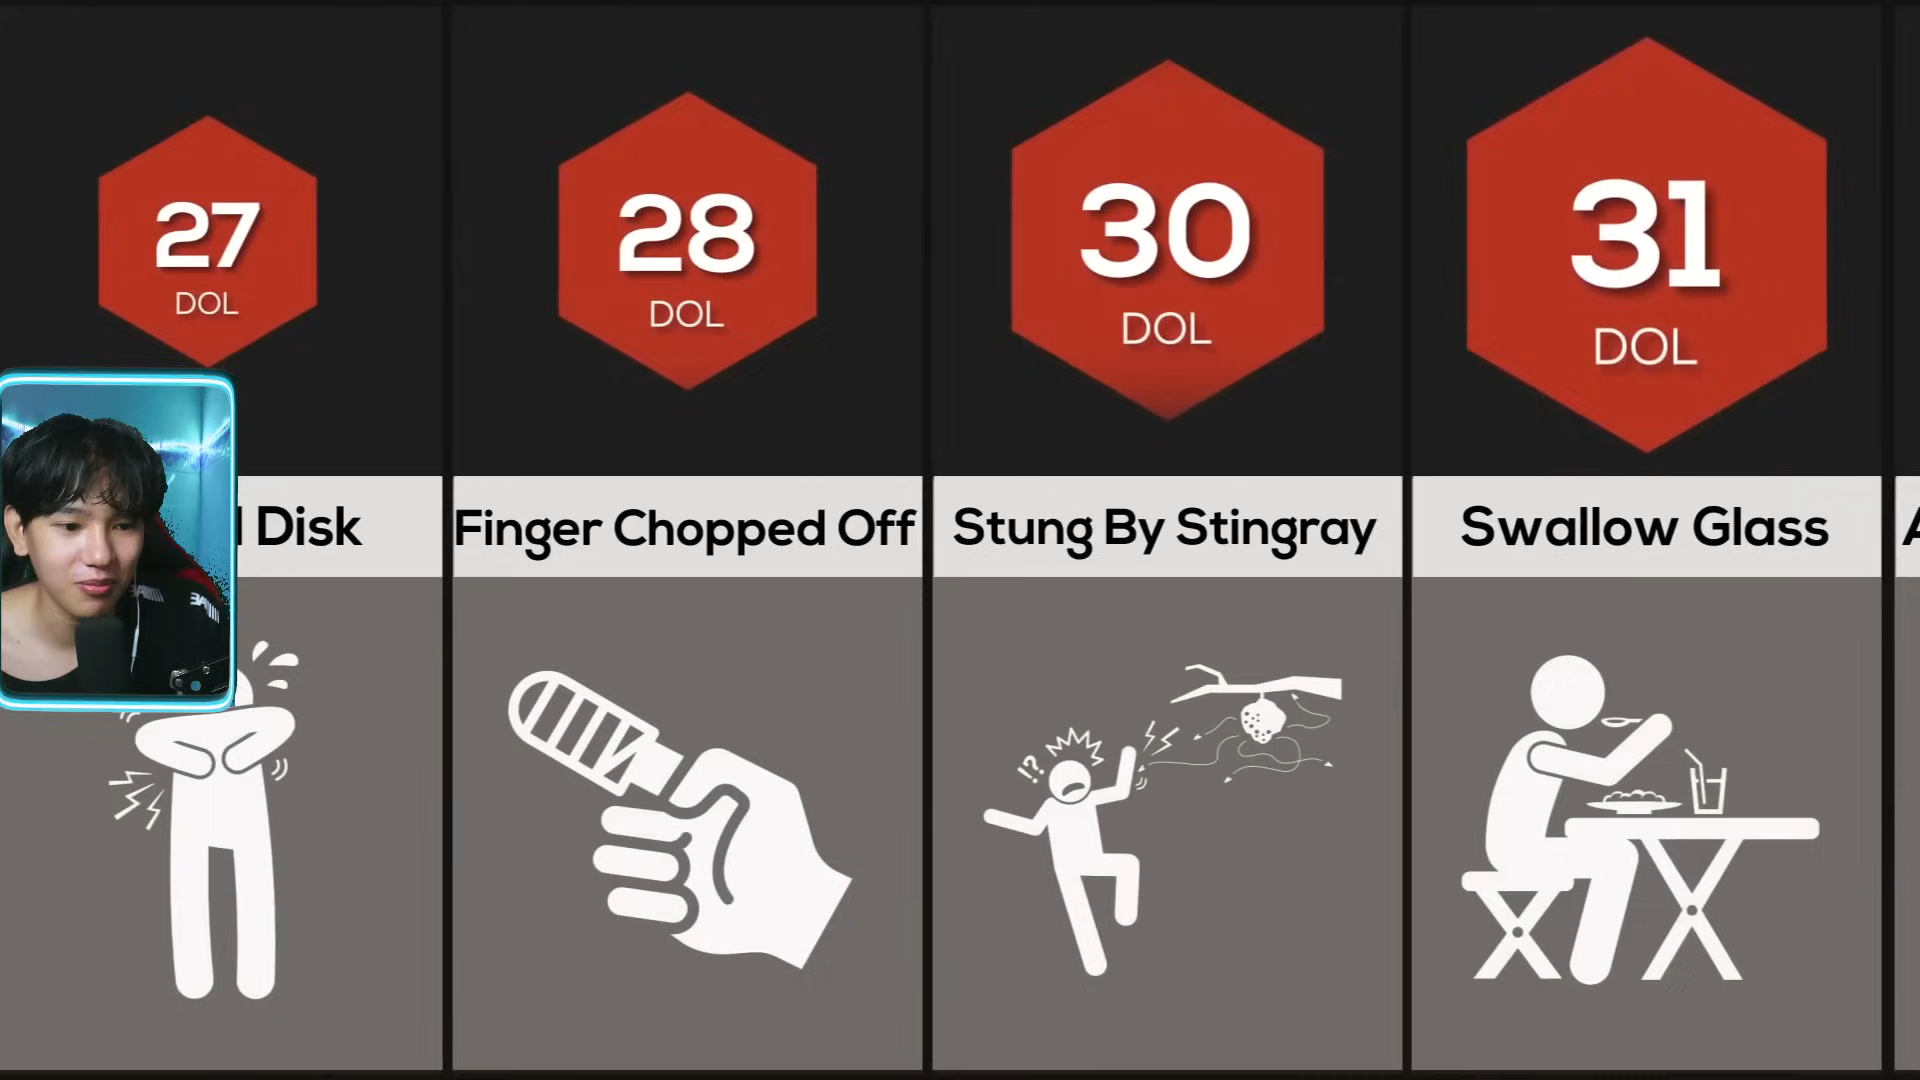 27
DOL
28
DOL
30
DOL
31
DOL
Disk
Finger Chopped Off
Stung By Stingray
Swallow Glass
!?